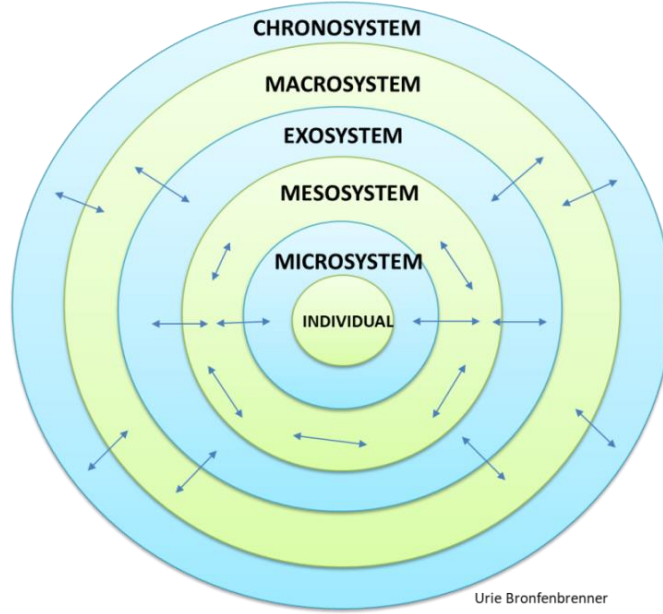 CHRONOSYSTEM
MACROSYSTEM
EXOSYSTEM
MESOSYSTEM
MICROSYSTEM
INDIVIDUAL
Urie Bronfenbrenner